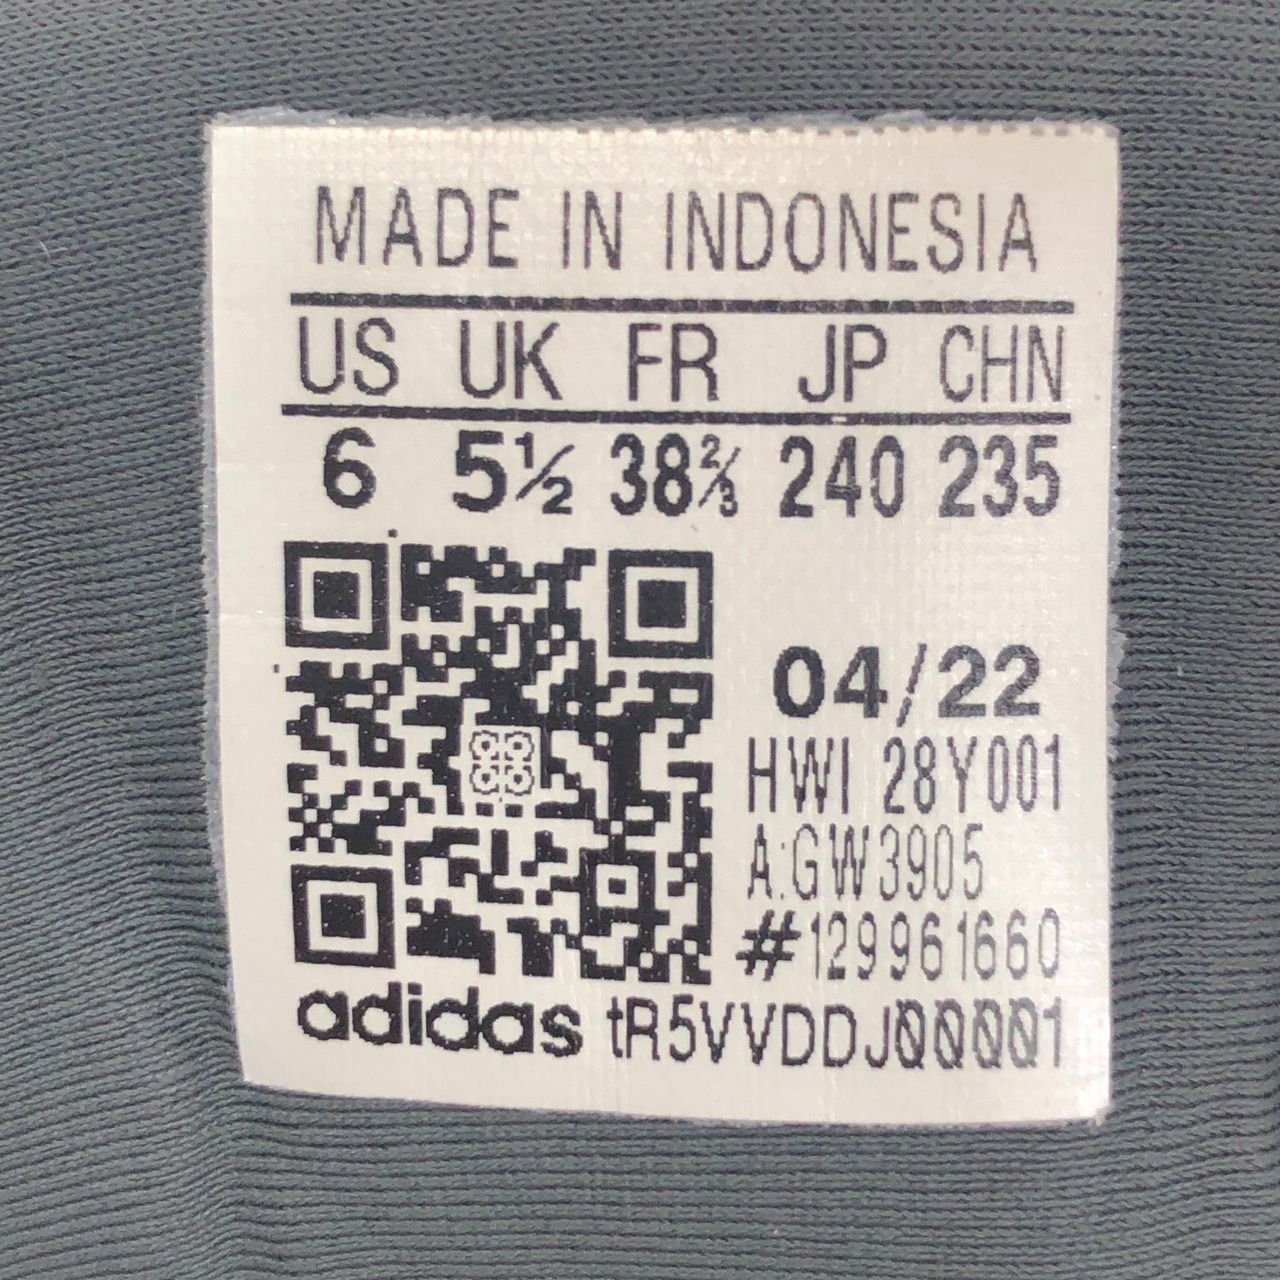 MADE IN INDONESIA
US UK FR JP CHN
6 5½ 38⅔ 240 235
04/22
HWI 28Y001
A:GW3905
#129961660
adidas tR5VVDDJ00001